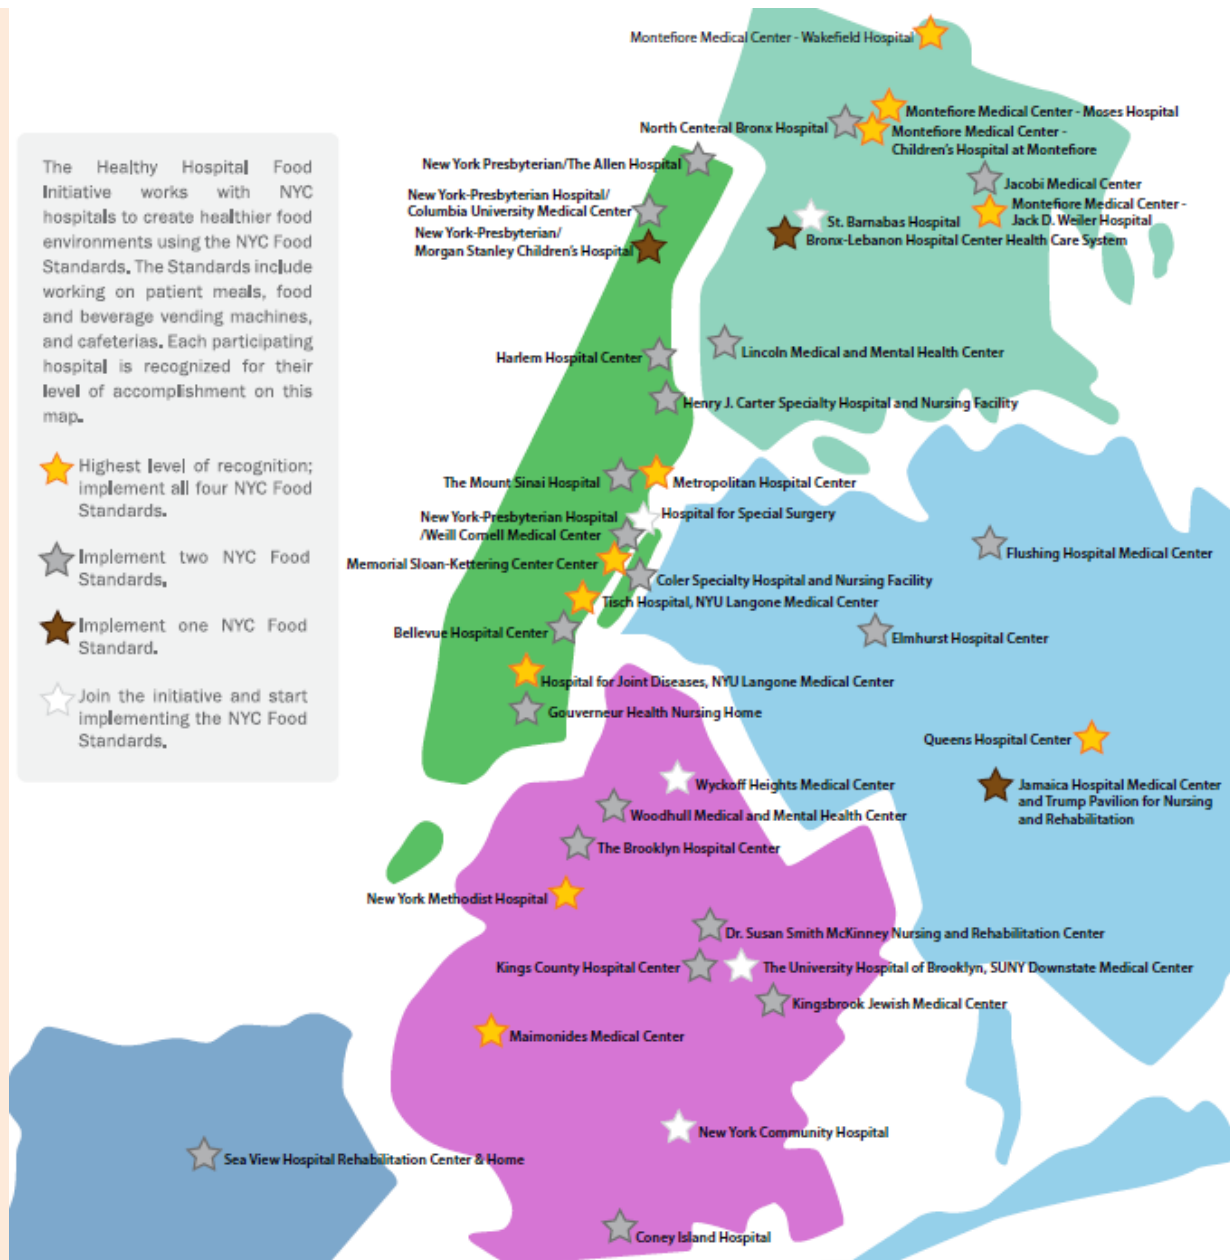 Montefiore Medical Center - Wakefield Hospital
Montefiore Medical Center - Moses Hospital
North Centeral Bronx Hospital
Montefiore Medical Center -
Children's Hospital at Montefiore
New York Presbyterian/The Allen Hospital
Jacobi Medical Center
New York-Presbyterian Hospital/
Columbia University Medical Center
Montefiore Medical Center -
Jack D. Weiler Hospital
St. Barnabas Hospital
New York-Presbyterian/
Morgan Stanley Children's Hospital
Bronx-Lebanon Hospital Center Health Care System
The Healthy Hospital Food
Initiative works with NYC
hospitals to create healthier food
environments using the NYC Food
Standards. The Standards include
working on patient meals, food
and beverage vending machines,
and cafeterias. Each participating
hospital is recognized for their
level of accomplishment on this
map.
Highest level of recognition;
implement all four NYC Food
Standards.
Implement two NYC Food
Standards.
Implement one NYC Food
Standard.
Join the initiative and start
implementing the NYC Food
Standards.
Harlem Hospital Center
Lincoln Medical and Mental Health Center
Henry J. Carter Specialty Hospital and Nursing Facility
The Mount Sinai Hospital
Metropolitan Hospital Center
New York-Presbyterian Hospital
/Weill Cornell Medical Center
Hospital for Special Surgery
Flushing Hospital Medical Center
Memorial Sloan-Kettering Center Center
Coler Specialty Hospital and Nursing Facility
Tisch Hospital, NYU Langone Medical Center
Bellevue Hospital Center
Elmhurst Hospital Center
Hospital for Joint Diseases, NYU Langone Medical Center
Gouverneur Health Nursing Home
Queens Hospital Center
Jamaica Hospital Medical Center
and Trump Pavilion for Nursing
and Rehabilitation
Wyckoff Heights Medical Center
Woodhull Medical and Mental Health Center
The Brooklyn Hospital Center
New York Methodist Hospital
Dr. Susan Smith McKinney Nursing and Rehabilitation Center
Kings County Hospital Center
The University Hospital of Brooklyn, SUNY Downstate Medical Center
Kingsbrook Jewish Medical Center
Maimonides Medical Center
New York Community Hospital
Sea View Hospital Rehabilitation Center & Home
Coney Island Hospital